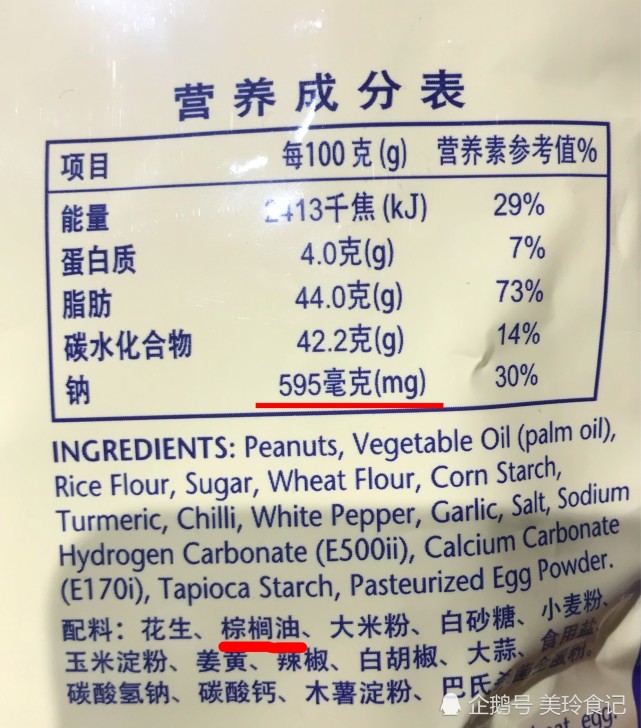 营养成分表
项目 每100克(g) 营养素参考值%
能量 2413千焦(kJ) 29%
蛋白质 4.0克(g) 7%
脂肪 44.0克(g) 73%
碳水化合物 42.2克(g) 14%
钠 595毫克(mg) 30%
INGREDIENTS: Peanuts, Vegetable Oil (palm oil),
Rice Flour, Sugar, Wheat Flour, Corn Starch,
Turmeric, Chilli, White Pepper, Garlic, Salt, Sodium
Hydrogen Carbonate (E500ii), Calcium Carbonate
(E170i), Tapioca Starch, Pasteurized Egg Powder.
配料：花生、棕榈油、大米粉、白砂糖、小麦粉、
玉米淀粉、姜黄、辣椒、白胡椒、大蒜、食用盐、
碳酸氢钠、碳酸钙、木薯淀粉、巴氏
egg.
企鹅号 美玲食记